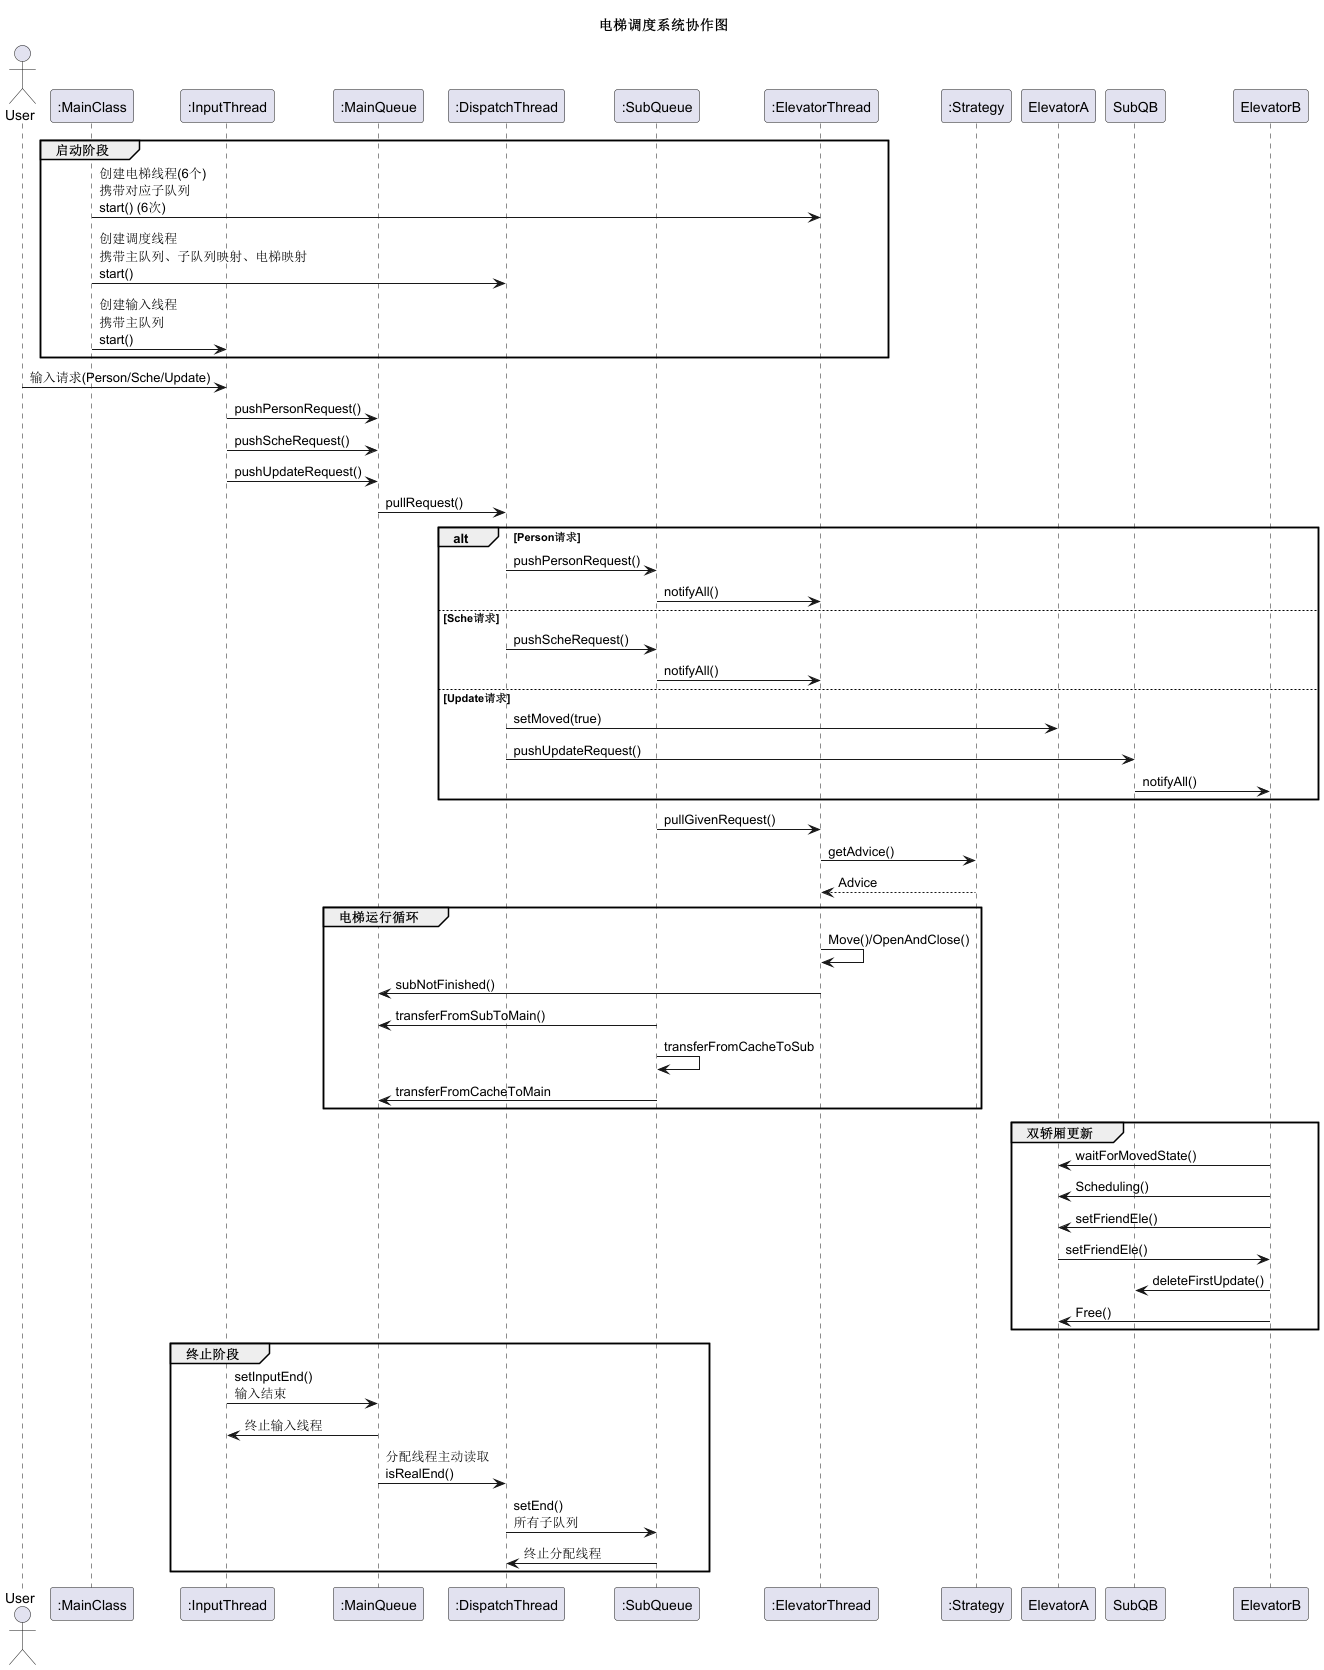 电梯调度系统协作图
User
:MainClass
:InputThread
:MainQueue
:DispatchThread
:SubQueue
:ElevatorThread
:Strategy
ElevatorA
SubQB
ElevatorB
启动阶段
创建电梯线程(6个)
携带对应子队列
start() (6次)
创建调度线程
携带主队列、子队列映射、电梯映射
start()
创建输入线程
携带主队列
start()
输入请求(Person/Sche/Update)
pushPersonRequest()
pushScheRequest()
pushUpdateRequest()
pullRequest()
alt [Person请求]
pushPersonRequest()
notifyAll()
[Sche请求]
pushScheRequest()
notifyAll()
[Update请求]
setMoved(true)
pushUpdateRequest()
notifyAll()
pullGivenRequest()
getAdvice()
Advice
电梯运行循环
Move()/OpenAndClose()
subNotFinished()
transferFromSubToMain()
transferFromCacheToSub
transferFromCacheToMain
双轿厢更新
waitForMovedState()
Scheduling()
setFriendEle()
setFriendEle()
deleteFirstUpdate()
Free()
终止阶段
setInputEnd()
输入结束
终止输入线程
分配线程主动读取
isRealEnd()
setEnd()
所有子队列
终止分配线程
User
:MainClass
:InputThread
:MainQueue
:DispatchThread
:SubQueue
:ElevatorThread
:Strategy
ElevatorA
SubQB
ElevatorB